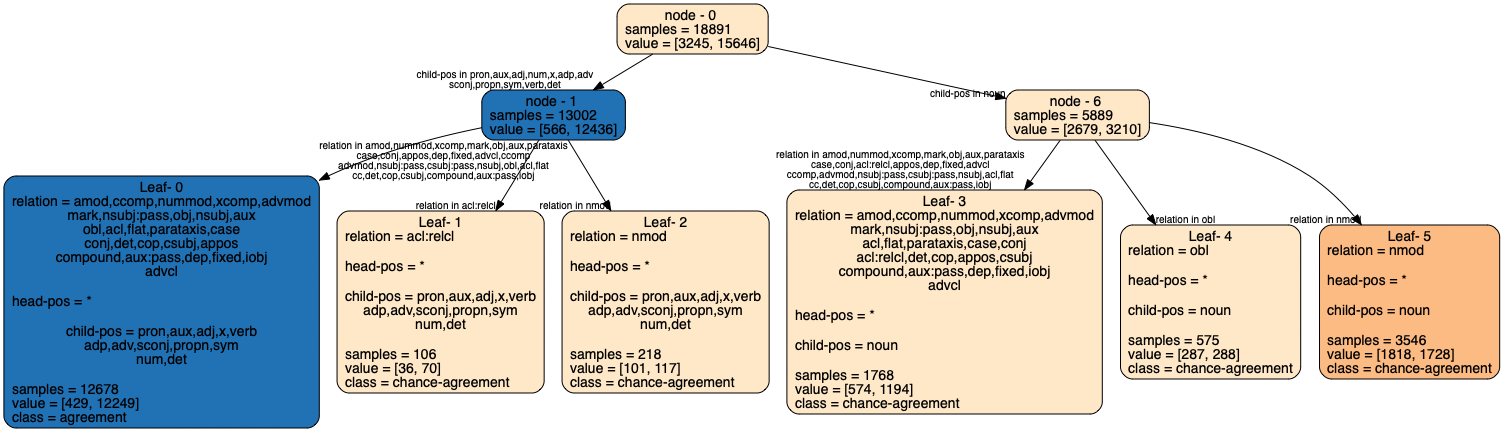 node - 0
samples = 18891
value = [3245, 15646]
child-pos in pron,aux,adj,num,x,adp,adv
sconj,propn,sym,verb,det
child-pos in noun
node - 1
samples = 13002
value = [566, 12436]
node - 6
samples = 5889
value = [2679, 3210]
relation in amod,nummod,xcomp,mark,obj,aux,parataxis
case,conj,appos,dep,fixed,advcl,ccomp
advmod,nsubj:pass,csubj:pass,nsubj,obl,acl,flat
cc,det,cop,csubj,compound,aux:pass,iobj
relation in acl:relcl
relation in nmod
relation in amod,nummod,xcomp,mark,obj,aux,parataxis
case,conj,acl:relcl,appos,dep,fixed,advcl
ccomp,advmod,nsubj:pass,csubj:pass,nsubj,acl,flat
cc,det,cop,csubj,compound,aux:pass,iobj
relation in obl
relation in nmod
Leaf- 0
relation = amod,ccomp,nummod,xcomp,advmod
mark,nsubj:pass,obj,nsubj,aux
obl,acl,flat,parataxis,case
conj,det,cop,csubj,appos
compound,aux:pass,dep,fixed,iobj
advcl
head-pos = *
child-pos = pron,aux,adj,x,verb
adp,adv,sconj,propn,sym
num,det
samples = 12678
value = [429, 12249]
class = agreement
Leaf- 1
relation = acl:relcl
head-pos = *
child-pos = pron,aux,adj,x,verb
adp,adv,sconj,propn,sym
num,det
samples = 106
value = [36, 70]
class = chance-agreement
Leaf- 2
relation = nmod
head-pos = *
child-pos = pron,aux,adj,x,verb
adp,adv,sconj,propn,sym
num,det
samples = 218
value = [101, 117]
class = chance-agreement
Leaf- 3
relation = amod,ccomp,nummod,xcomp,advmod
mark,nsubj:pass,obj,nsubj,aux
acl,flat,parataxis,case,conj
acl:relcl,det,cop,appos,csubj
compound,aux:pass,dep,fixed,iobj
advcl
head-pos = *
child-pos = noun
samples = 1768
value = [574, 1194]
class = chance-agreement
Leaf- 4
relation = obl
head-pos = *
child-pos = noun
samples = 575
value = [287, 288]
class = chance-agreement
Leaf- 5
relation = nmod
head-pos = *
child-pos = noun
samples = 3546
value = [1818, 1728]
class = chance-agreement